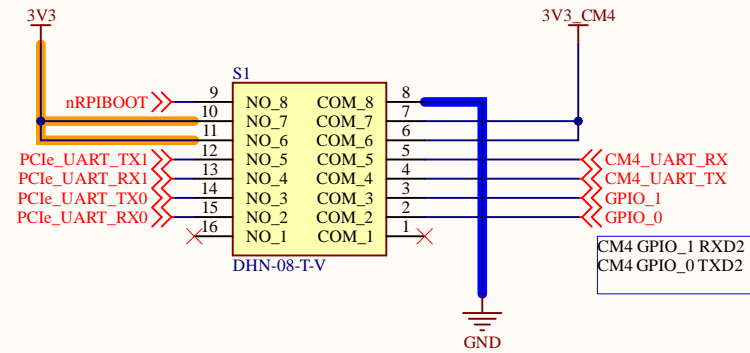 3V3
3V3_CM4
S1
nRPIBOOT 9 NO_8 COM_8 8
10 NO_7 COM_7 7
11 NO_6 COM_6 6
PCIe_UART_TX1 12 NO_5 COM_5 5 CM4_UART_RX
PCIe_UART_RX1 13 NO_4 COM_4 4 CM4_UART_TX
PCIe_UART_TX0 14 NO_3 COM_3 3 GPIO_1
PCIe_UART_RX0 15 NO_2 COM_2 2 GPIO_0
16 NO_1 COM_1 1
DHN-08-T-V
CM4 GPIO_1 RXD2
CM4 GPIO_0 TXD2
GND